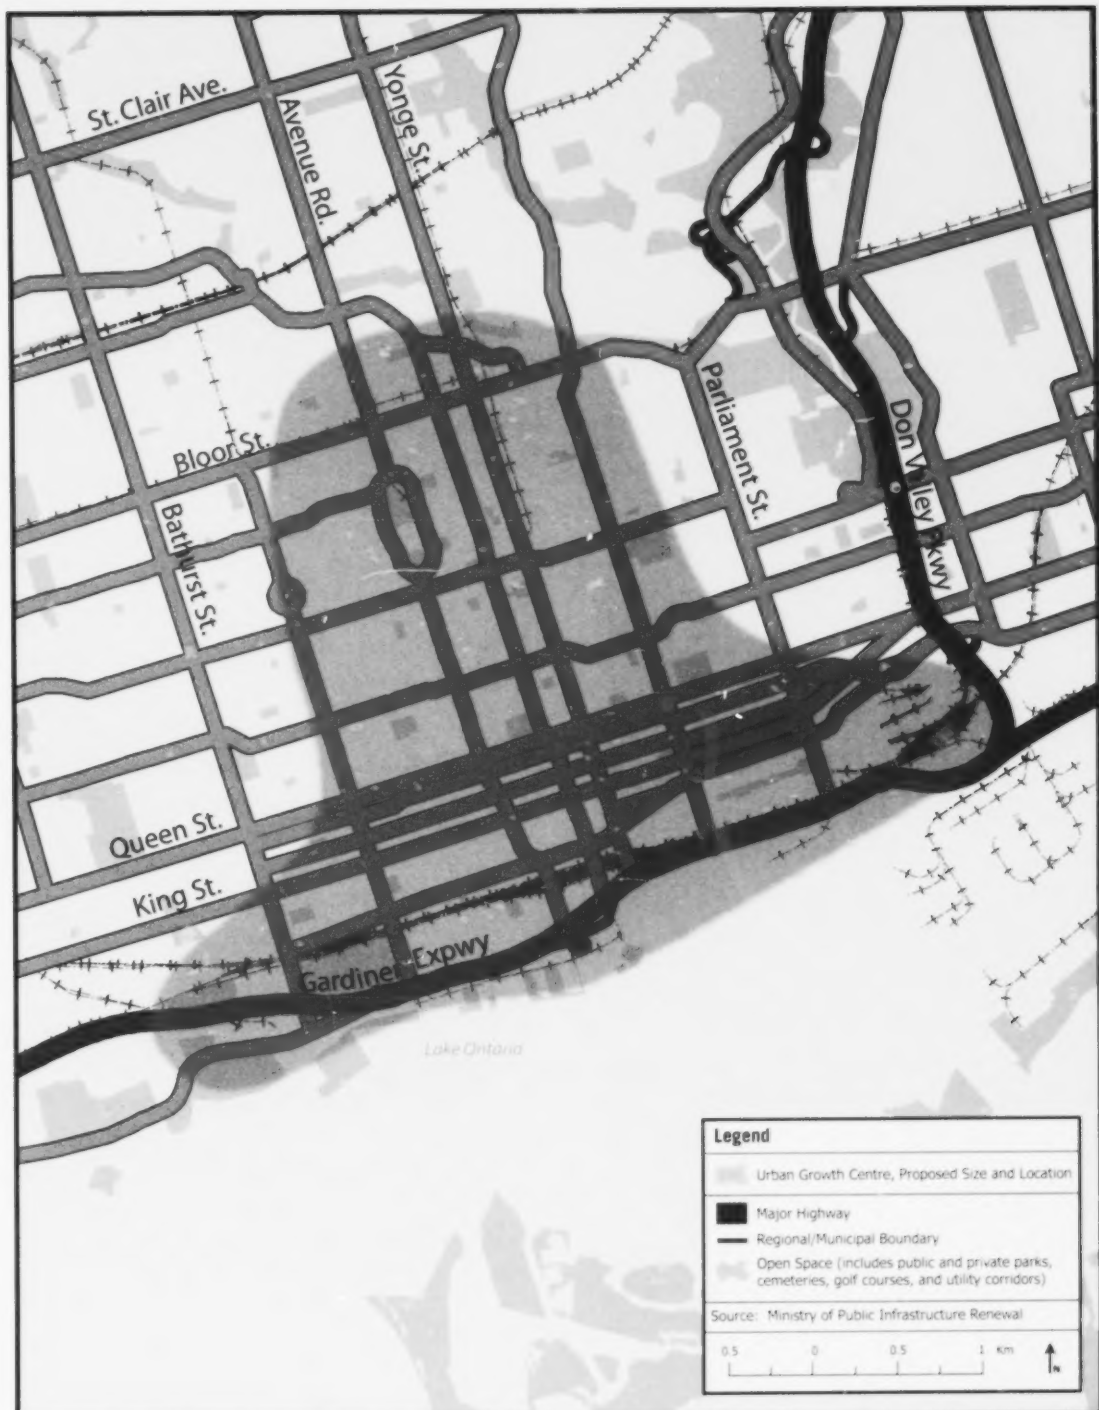 St. Clair Ave.
Avenue Rd.
Yonge St.
Bloor St.
Bathurst St.
Parliament St.
Don Valley Pkwy
Queen St.
King St.
Gardiner Expwy
Lake Ontario
Legend
Urban Growth Centre, Proposed Size and Location
Major Highway
Regional/Municipal Boundary
Open Space (includes public and private parks,
cemeteries, golf courses, and utility corridors)
Source: Ministry of Public Infrastructure Renewal
0.5 0 0.5 1 Km
N